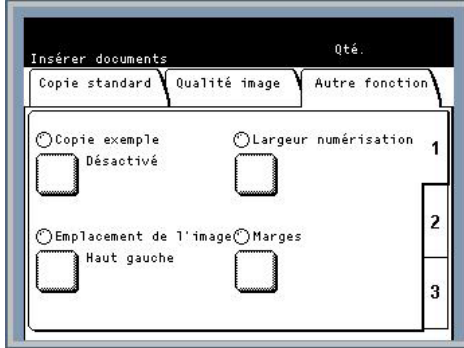 Qté.
Insérer documents
Copie standard Qualité image Autre fonction
Copie exemple Largeur numérisation 1
Désactivé
2
Emplacement de l'image Marges
Haut gauche
3